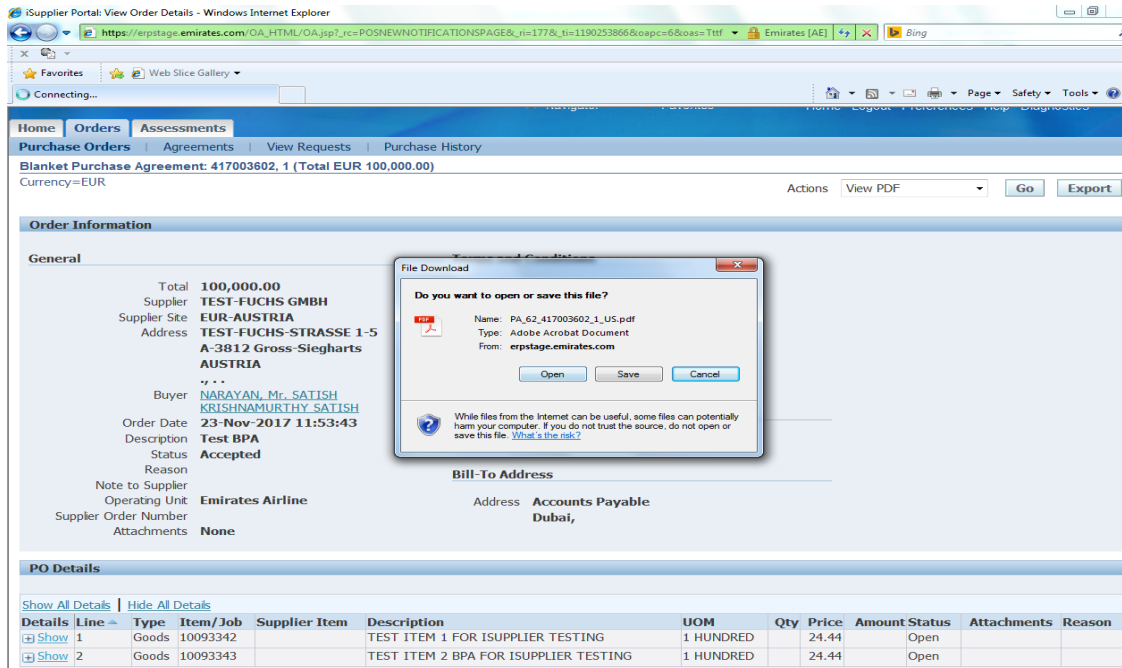 iSupplier Portal: View Order Details - Windows Internet Explorer
https://erpstage.emirates.com/OA_HTML/OA.jsp?_rc=POSNEWNOTIFICATIONSPAGE&_ri=177&_ti=1190253866&oapc=6&oas=Tttf Emirates [AE] Bing
Favorites Web Slice Gallery
Connecting... Page Safety Tools
Navigator Favorites Home Logout Preferences Help Diagnostics
Home Orders Assessments
Purchase Orders | Agreements | View Requests | Purchase History
Blanket Purchase Agreement: 417003602, 1 (Total EUR 100,000.00)
Currency=EUR
Actions View PDF Go Export
Order Information
General
Terms and Conditions
Total 100,000.00
Supplier TEST-FUCHS GMBH
Supplier Site EUR-AUSTRIA
Address TEST-FUCHS-STRASSE 1-5
A-3812 Gross-Siegharts
AUSTRIA
., . .
Buyer NARAYAN, Mr. SATISH
KRISHNAMURTHY SATISH
Order Date 23-Nov-2017 11:53:43
Description Test BPA
Status Accepted
Reason
Note to Supplier
Operating Unit Emirates Airline
Supplier Order Number
Attachments None
File Download
Do you want to open or save this file?
Name: PA_62_417003602_1_US.pdf
Type: Adobe Acrobat Document
From: erpstage.emirates.com
Open Save Cancel
While files from the Internet can be useful, some files can potentially
harm your computer. If you do not trust the source, do not open or
save this file. What's the risk?
Bill-To Address
Address Accounts Payable
Dubai,
PO Details
Show All Details | Hide All Details
Details Line Type Item/Job Supplier Item Description UOM Qty Price Amount Status Attachments Reason
Show 1 Goods 10093342 TEST ITEM 1 FOR ISUPPLIER TESTING 1 HUNDRED 24.44 Open
Show 2 Goods 10093343 TEST ITEM 2 BPA FOR ISUPPLIER TESTING 1 HUNDRED 24.44 Open